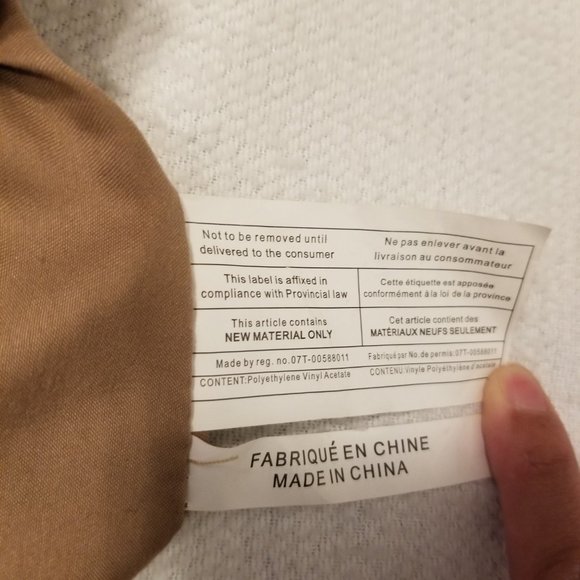 Not to be removed until
delivered to the consumer
Ne pas enlever avant la
livraison au consommateur
This label is affixed in
compliance with Provincial law
Cette étiquette est apposée
conformément à la loi de la province
This article contains
NEW MATERIAL ONLY
Cet article contient des
MATÉRIAUX NEUFS SEULEMENT
Made by reg. no.07T-00588011
Fabriqué par No. de permis:07T-00588011
CONTENT:Polyethylene Vinyl Acetate
CONTENU:Vinyle Polyéthylène d'acetate
FABRIQUÉ EN CHINE
MADE IN CHINA